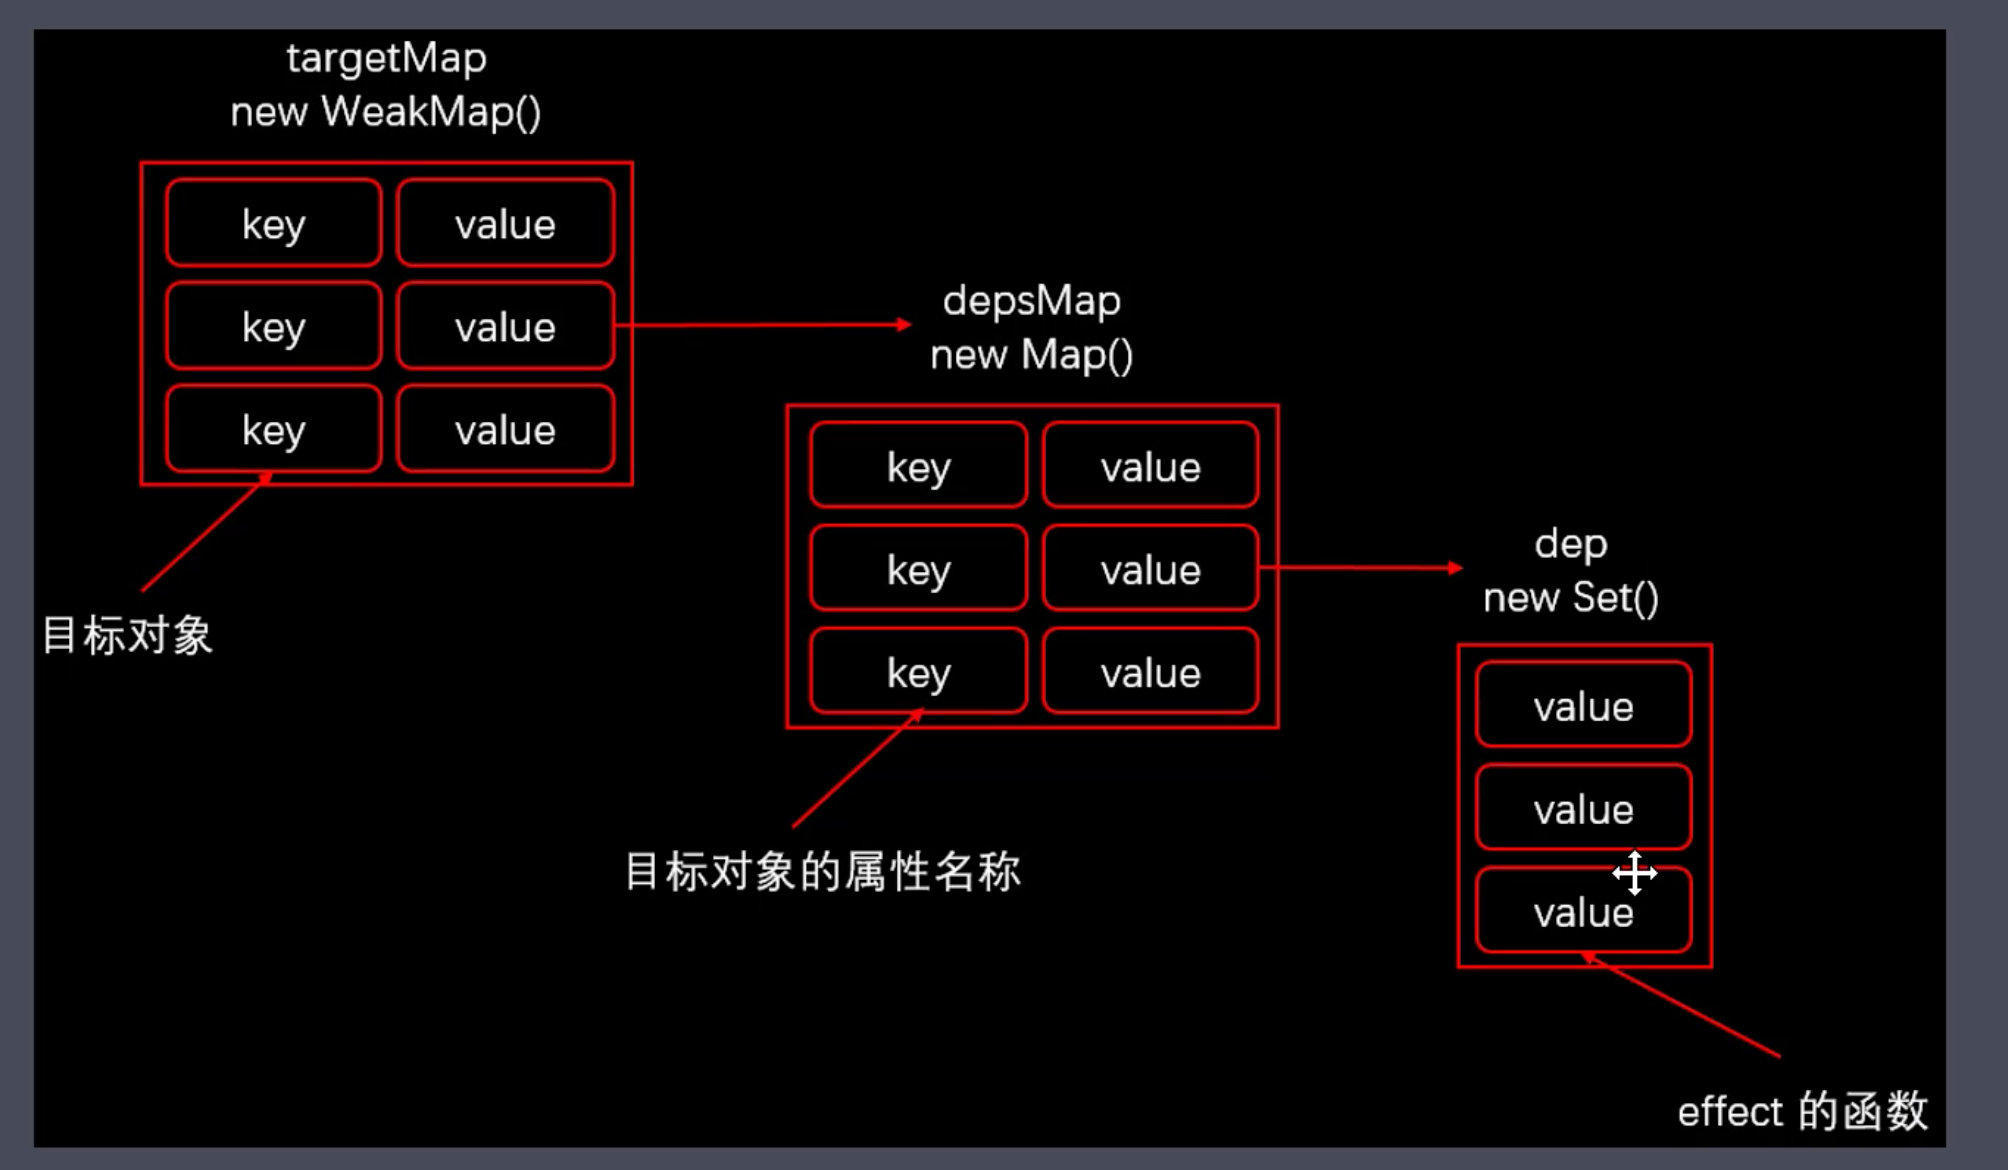 targetMap
new WeakMap()
key value
key value
key value
目标对象
depsMap
new Map()
key value
key value
key value
目标对象的属性名称
dep
new Set()
value
value
value
effect 的函数